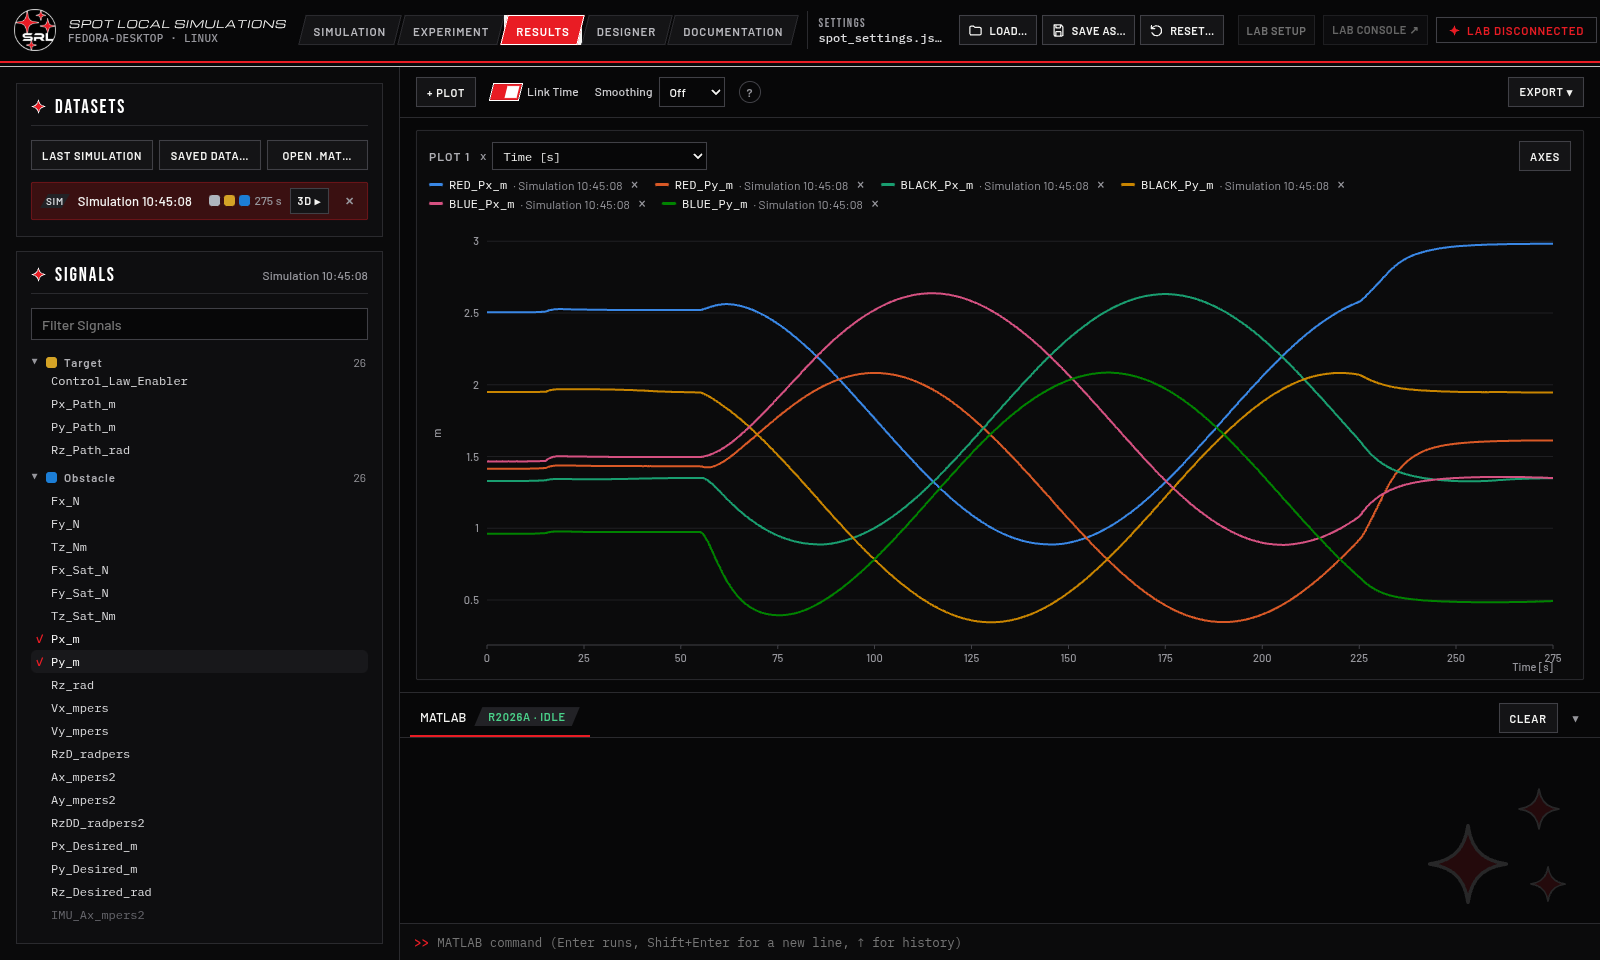 SRL
SPOT LOCAL SIMULATIONS
FEDORA-DESKTOP · LINUX
SIMULATION
EXPERIMENT
RESULTS
DESIGNER
DOCUMENTATION
SETTINGS
spot_settings.js…
LOAD...
SAVE AS...
RESET...
LAB SETUP
LAB CONSOLE ↗
LAB DISCONNECTED
DATASETS
LAST SIMULATION
SAVED DATA...
OPEN .MAT...
SIM
Simulation 10:45:08
275 s
3D ▸
×
SIGNALS
Simulation 10:45:08
Filter Signals
▾ Target 26
Control_Law_Enabler
Px_Path_m
Py_Path_m
Rz_Path_rad
▾ Obstacle 26
Fx_N
Fy_N
Tz_Nm
Fx_Sat_N
Fy_Sat_N
Tz_Sat_Nm
√ Px_m
√ Py_m
Rz_rad
Vx_mpers
Vy_mpers
RzD_radpers
Ax_mpers2
Ay_mpers2
RzDD_radpers2
Px_Desired_m
Py_Desired_m
Rz_Desired_rad
IMU_Ax_mpers2
+ PLOT
Link Time
Smoothing
Off
?
EXPORT ▾
PLOT 1
x
Time [s]
AXES
RED_Px_m · Simulation 10:45:08 ×
RED_Py_m · Simulation 10:45:08 ×
BLACK_Px_m · Simulation 10:45:08 ×
BLACK_Py_m · Simulation 10:45:08 ×
BLUE_Px_m · Simulation 10:45:08 ×
BLUE_Py_m · Simulation 10:45:08 ×
3
2.5
2
1.5
1
0.5
m
0 25 50 75 100 125 150 175 200 225 250 275
Time [s]
MATLAB
R2026A · IDLE
CLEAR
▾
>> MATLAB command (Enter runs, Shift+Enter for a new line, ↑ for history)